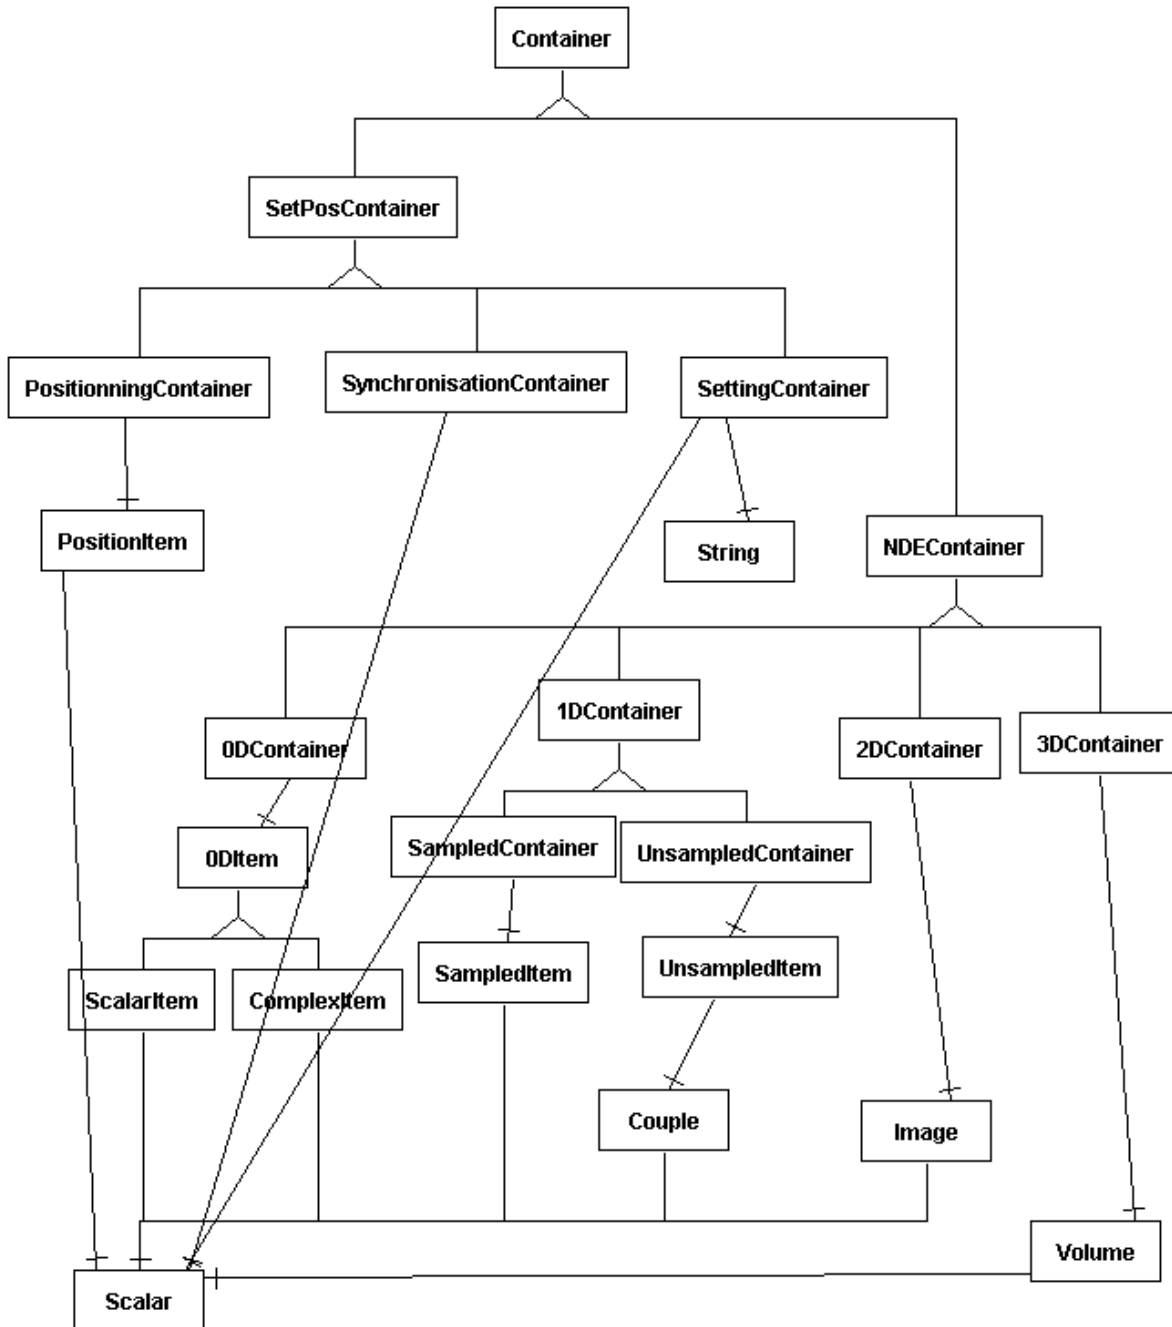 Container
SetPosContainer
PositionningContainer
SynchronisationContainer
SettingContainer
PositionItem
String
NDEContainer
0DContainer
1DContainer
2DContainer
3DContainer
0DItem
SampledContainer
UnsampledContainer
ScalarItem
ComplexItem
SampledItem
UnsampledItem
Couple
Image
Volume
Scalar